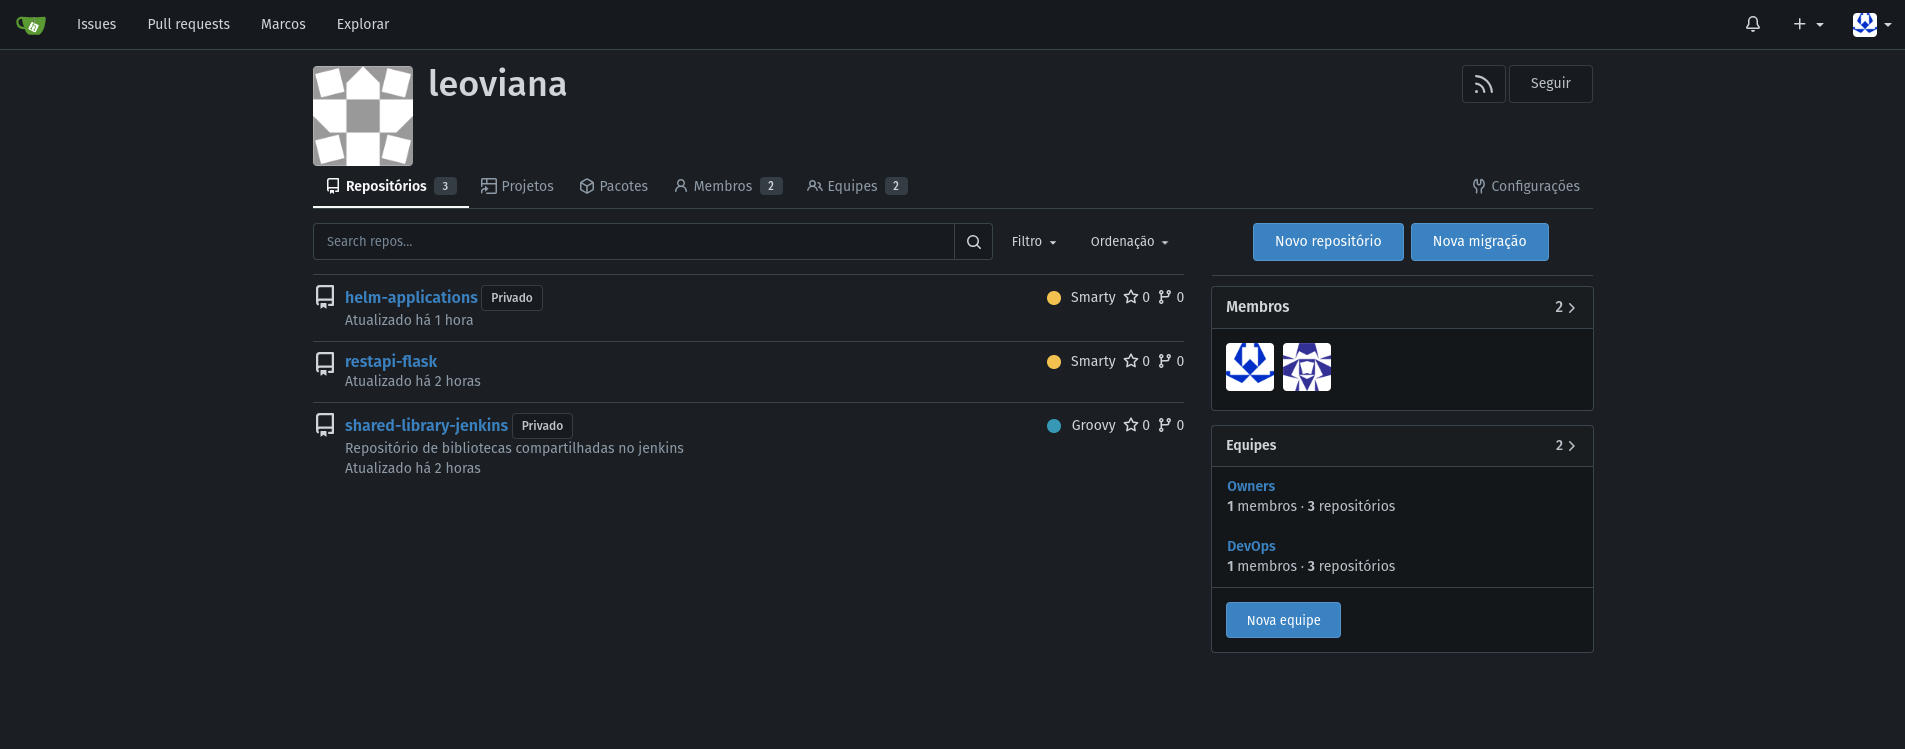 Issues Pull requests Marcos Explorar
leoviana
Seguir
Repositórios 3 Projetos Pacotes Membros 2 Equipes 2 Configurações
Search repos... Filtro Ordenação Novo repositório Nova migração
helm-applications Privado Smarty 0 0
Atualizado há 1 hora
restapi-flask Smarty 0 0
Atualizado há 2 horas
shared-library-jenkins Privado Groovy 0 0
Repositório de bibliotecas compartilhadas no jenkins
Atualizado há 2 horas
Membros 2
Equipes 2
Owners
1 membros · 3 repositórios
DevOps
1 membros · 3 repositórios
Nova equipe